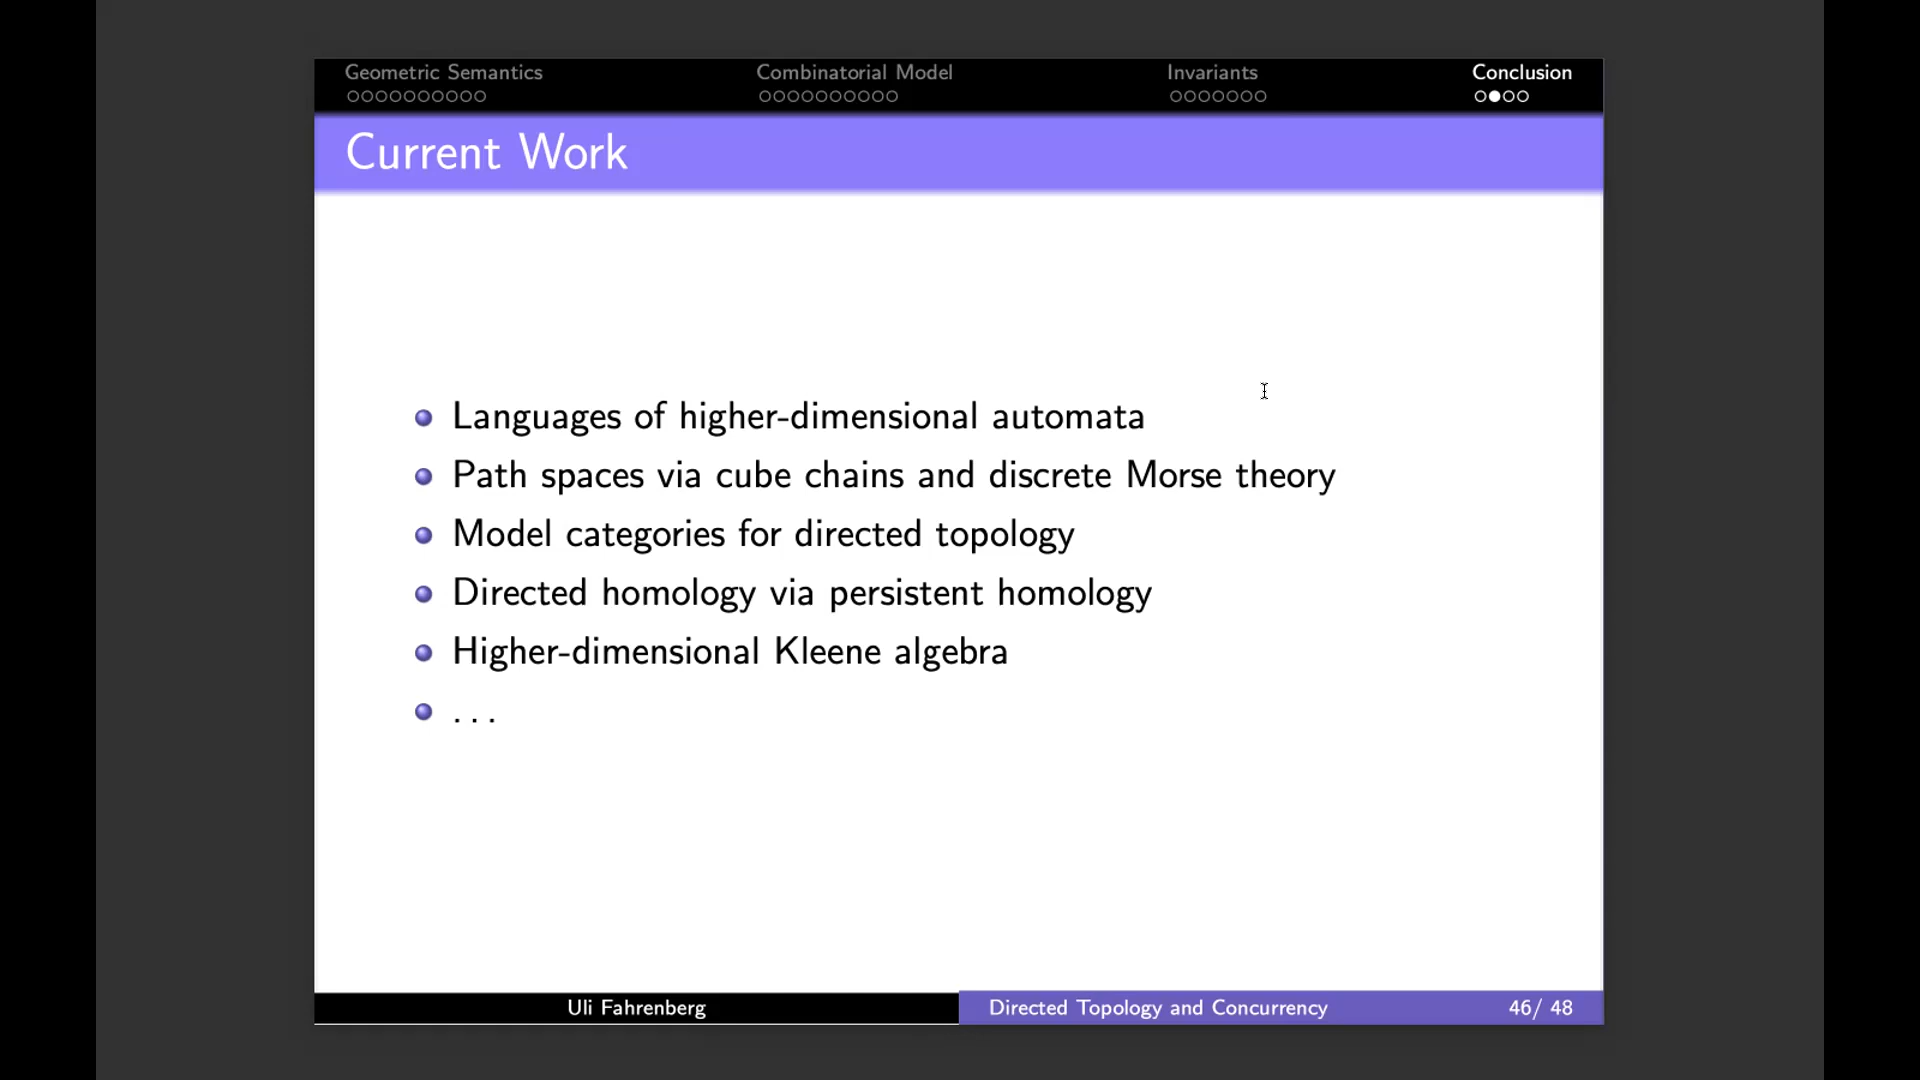 Geometric Semantics
Combinatorial Model
Invariants
Conclusion
Current Work
Languages of higher-dimensional automata
Path spaces via cube chains and discrete Morse theory
Model categories for directed topology
Directed homology via persistent homology
Higher-dimensional Kleene algebra
...
Uli Fahrenberg
Directed Topology and Concurrency
46/ 48